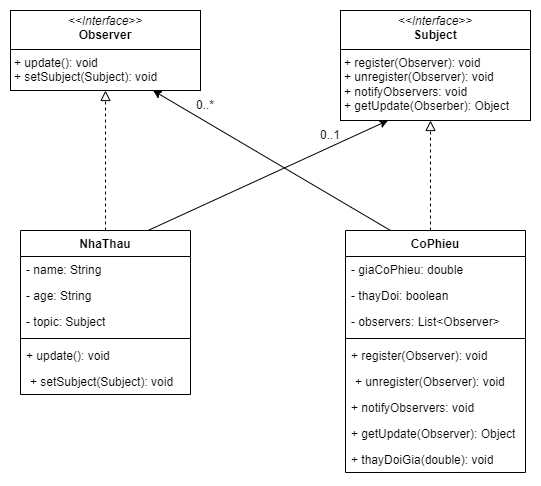 <<Interface>>
Observer
+ update(): void
+ setSubject(Subject): void
<<Interface>>
Subject
+ register(Observer): void
+ unregister(Observer): void
+ notifyObservers: void
+ getUpdate(Obserber): Object
0..*
0..1
NhaThau
- name: String
- age: String
- topic: Subject
+ update(): void
+ setSubject(Subject): void
CoPhieu
- giaCoPhieu: double
- thayDoi: boolean
- observers: List<Observer>
+ register(Observer): void
+ unregister(Observer): void
+ notifyObservers: void
+ getUpdate(Observer): Object
+ thayDoiGia(double): void